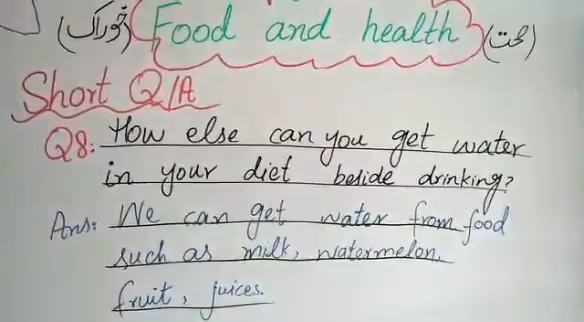 (خوراک) Food and health (صحت)
Short Q/A
Q8: How else can you get water
in your diet beside drinking?
Ans: We can get water from food
such as milk, watermelon,
fruit, juices.